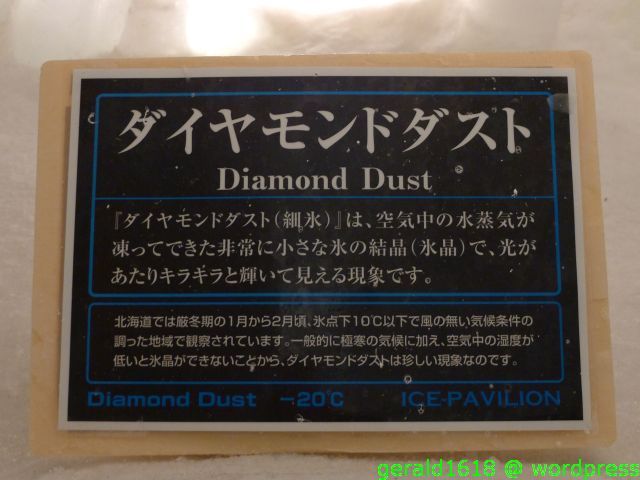 ダイヤモンドダスト
Diamond Dust
『ダイヤモンドダスト(細氷)』は、空気中の水蒸気が
凍ってできた非常に小さな氷の結晶(氷晶)で、光が
あたりキラキラと輝いて見える現象です。
北海道では厳冬期の1月から2月頃、氷点下10℃以下で風の無い気候条件の
調った地域で観察されています。一般的に極寒の気候に加え、空気中の湿度が
低いと氷晶ができないことから、ダイヤモンドダストは珍しい現象なのです。
Diamond Dust −20℃ ICE-PAVILION
gerald1618 @ wordpress